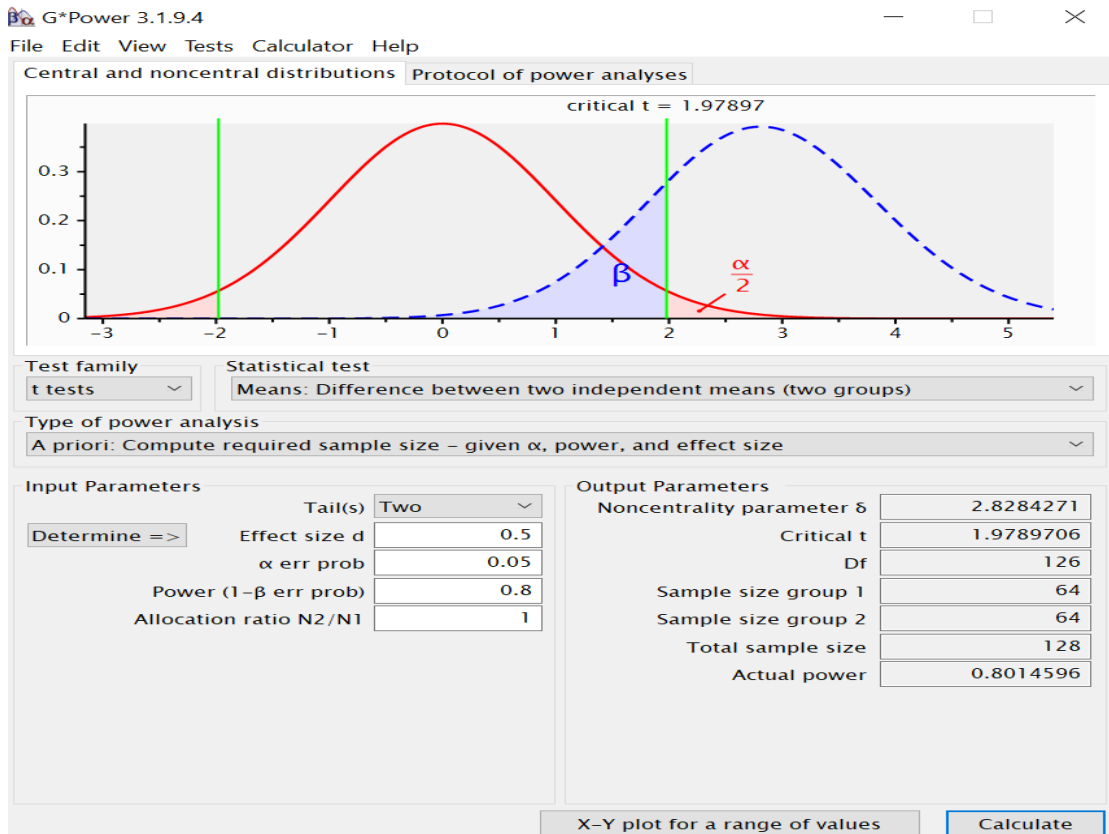 G*Power 3.1.9.4
File Edit View Tests Calculator Help
Central and noncentral distributions Protocol of power analyses
critical t = 1.97897
0.3
0.2
0.1
0
β
α
2
-3 -2 -1 0 1 2 3 4 5
Test family Statistical test
t tests Means: Difference between two independent means (two groups)
Type of power analysis
A priori: Compute required sample size - given α, power, and effect size
Input Parameters Output Parameters
Tail(s) Two Noncentrality parameter δ 2.8284271
Determine => Effect size d 0.5 Critical t 1.9789706
α err prob 0.05 Df 126
Power (1-β err prob) 0.8 Sample size group 1 64
Allocation ratio N2/N1 1 Sample size group 2 64
Total sample size 128
Actual power 0.8014596
X-Y plot for a range of values Calculate